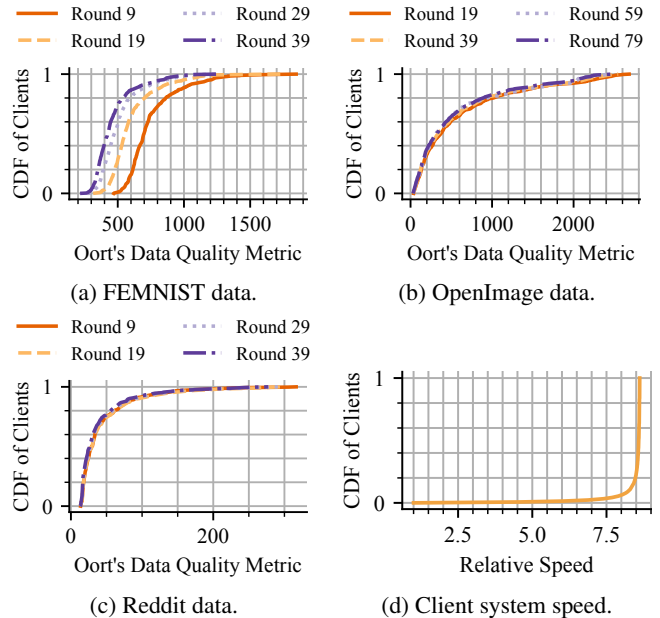 Round 9
Round 29
Round 19
Round 39
CDF of Clients
1
0
500
1000
1500
Oort's Data Quality Metric
(a) FEMNIST data.
Round 19
Round 59
Round 39
Round 79
CDF of Clients
1
0
0
1000
2000
Oort's Data Quality Metric
(b) OpenImage data.
Round 9
Round 29
Round 19
Round 39
CDF of Clients
1
0
0
200
Oort's Data Quality Metric
(c) Reddit data.
CDF of Clients
1
0
2.5
5.0
7.5
Relative Speed
(d) Client system speed.